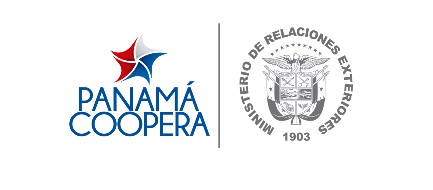 PANAMÁ
COOPERA
MINISTERIO DE RELACIONES EXTERIORES
1903